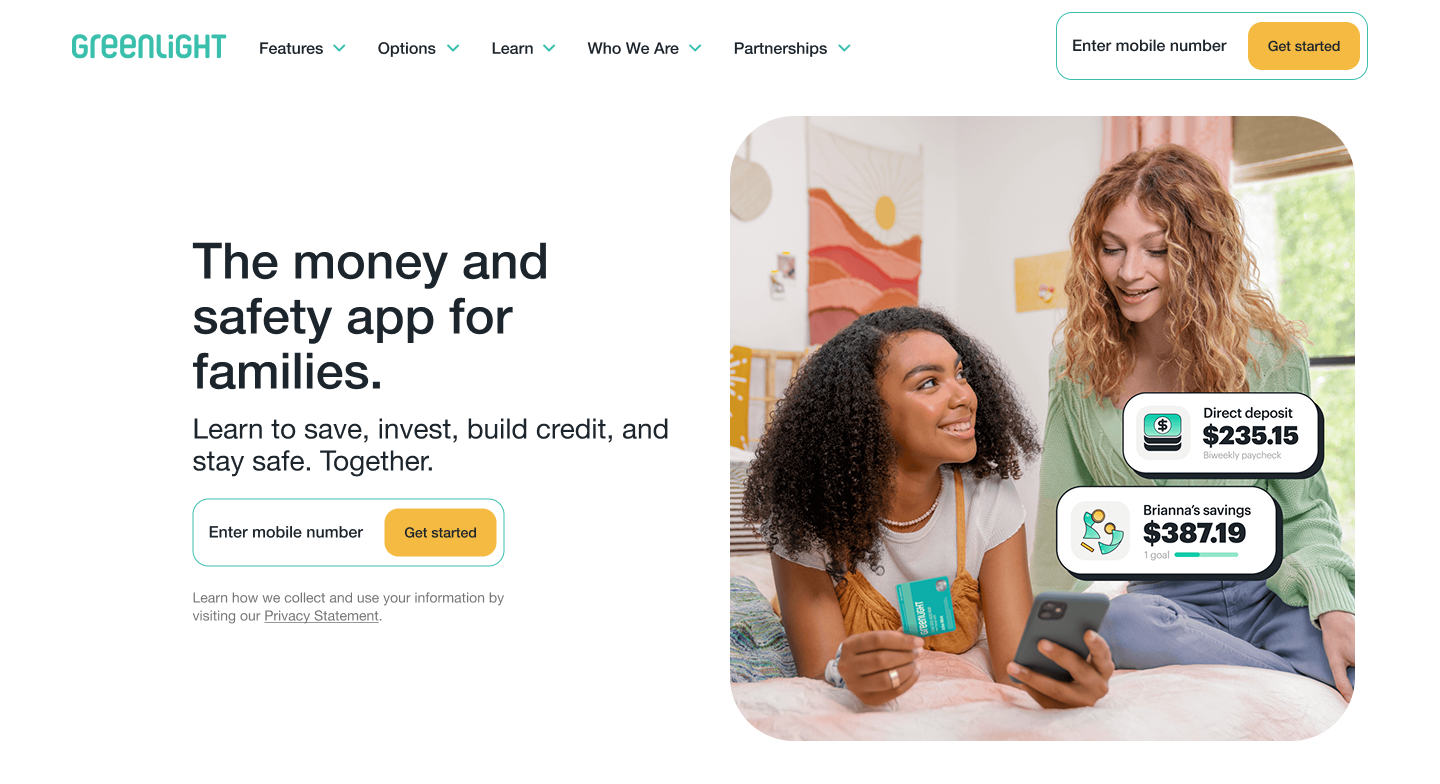 GreenLiGHT
Features
Options
Learn
Who We Are
Partnerships
Enter mobile number
Get started
The money and
safety app for
families.
Learn to save, invest, build credit, and
stay safe. Together.
Enter mobile number
Get started
Learn how we collect and use your information by
visiting our Privacy Statement.
Direct deposit
$235.15
Biweekly paycheck
Brianna's savings
$387.19
1 goal
GreenLiGHT